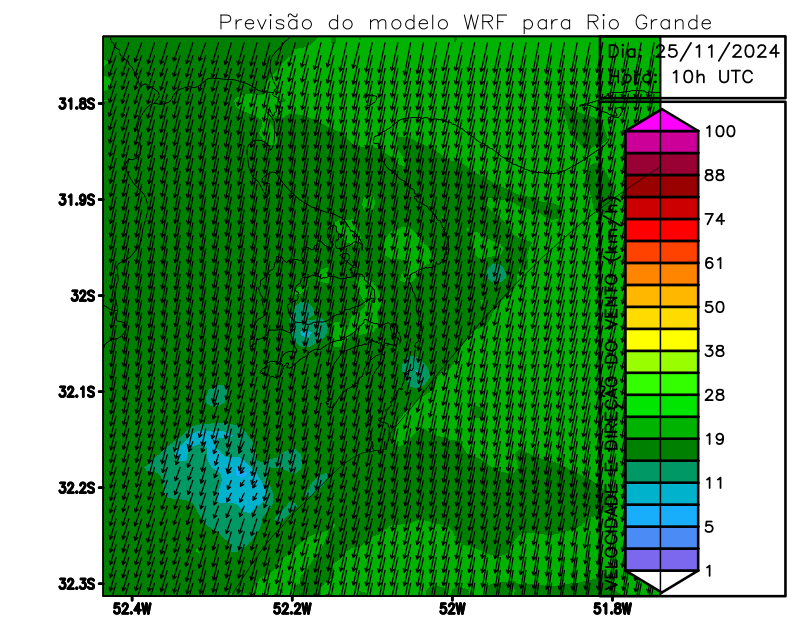 Previsão do modelo WRF para Rio Grande
Dia: 25/11/2024
Hora: 10h UTC
VELOCIDADE E DIREÇÃO DO VENTO (km/h)
100
88
74
61
50
38
28
19
11
5
1
31.8S
31.9S
32S
32.1S
32.2S
32.3S
52.4W 52.2W 52W 51.8W